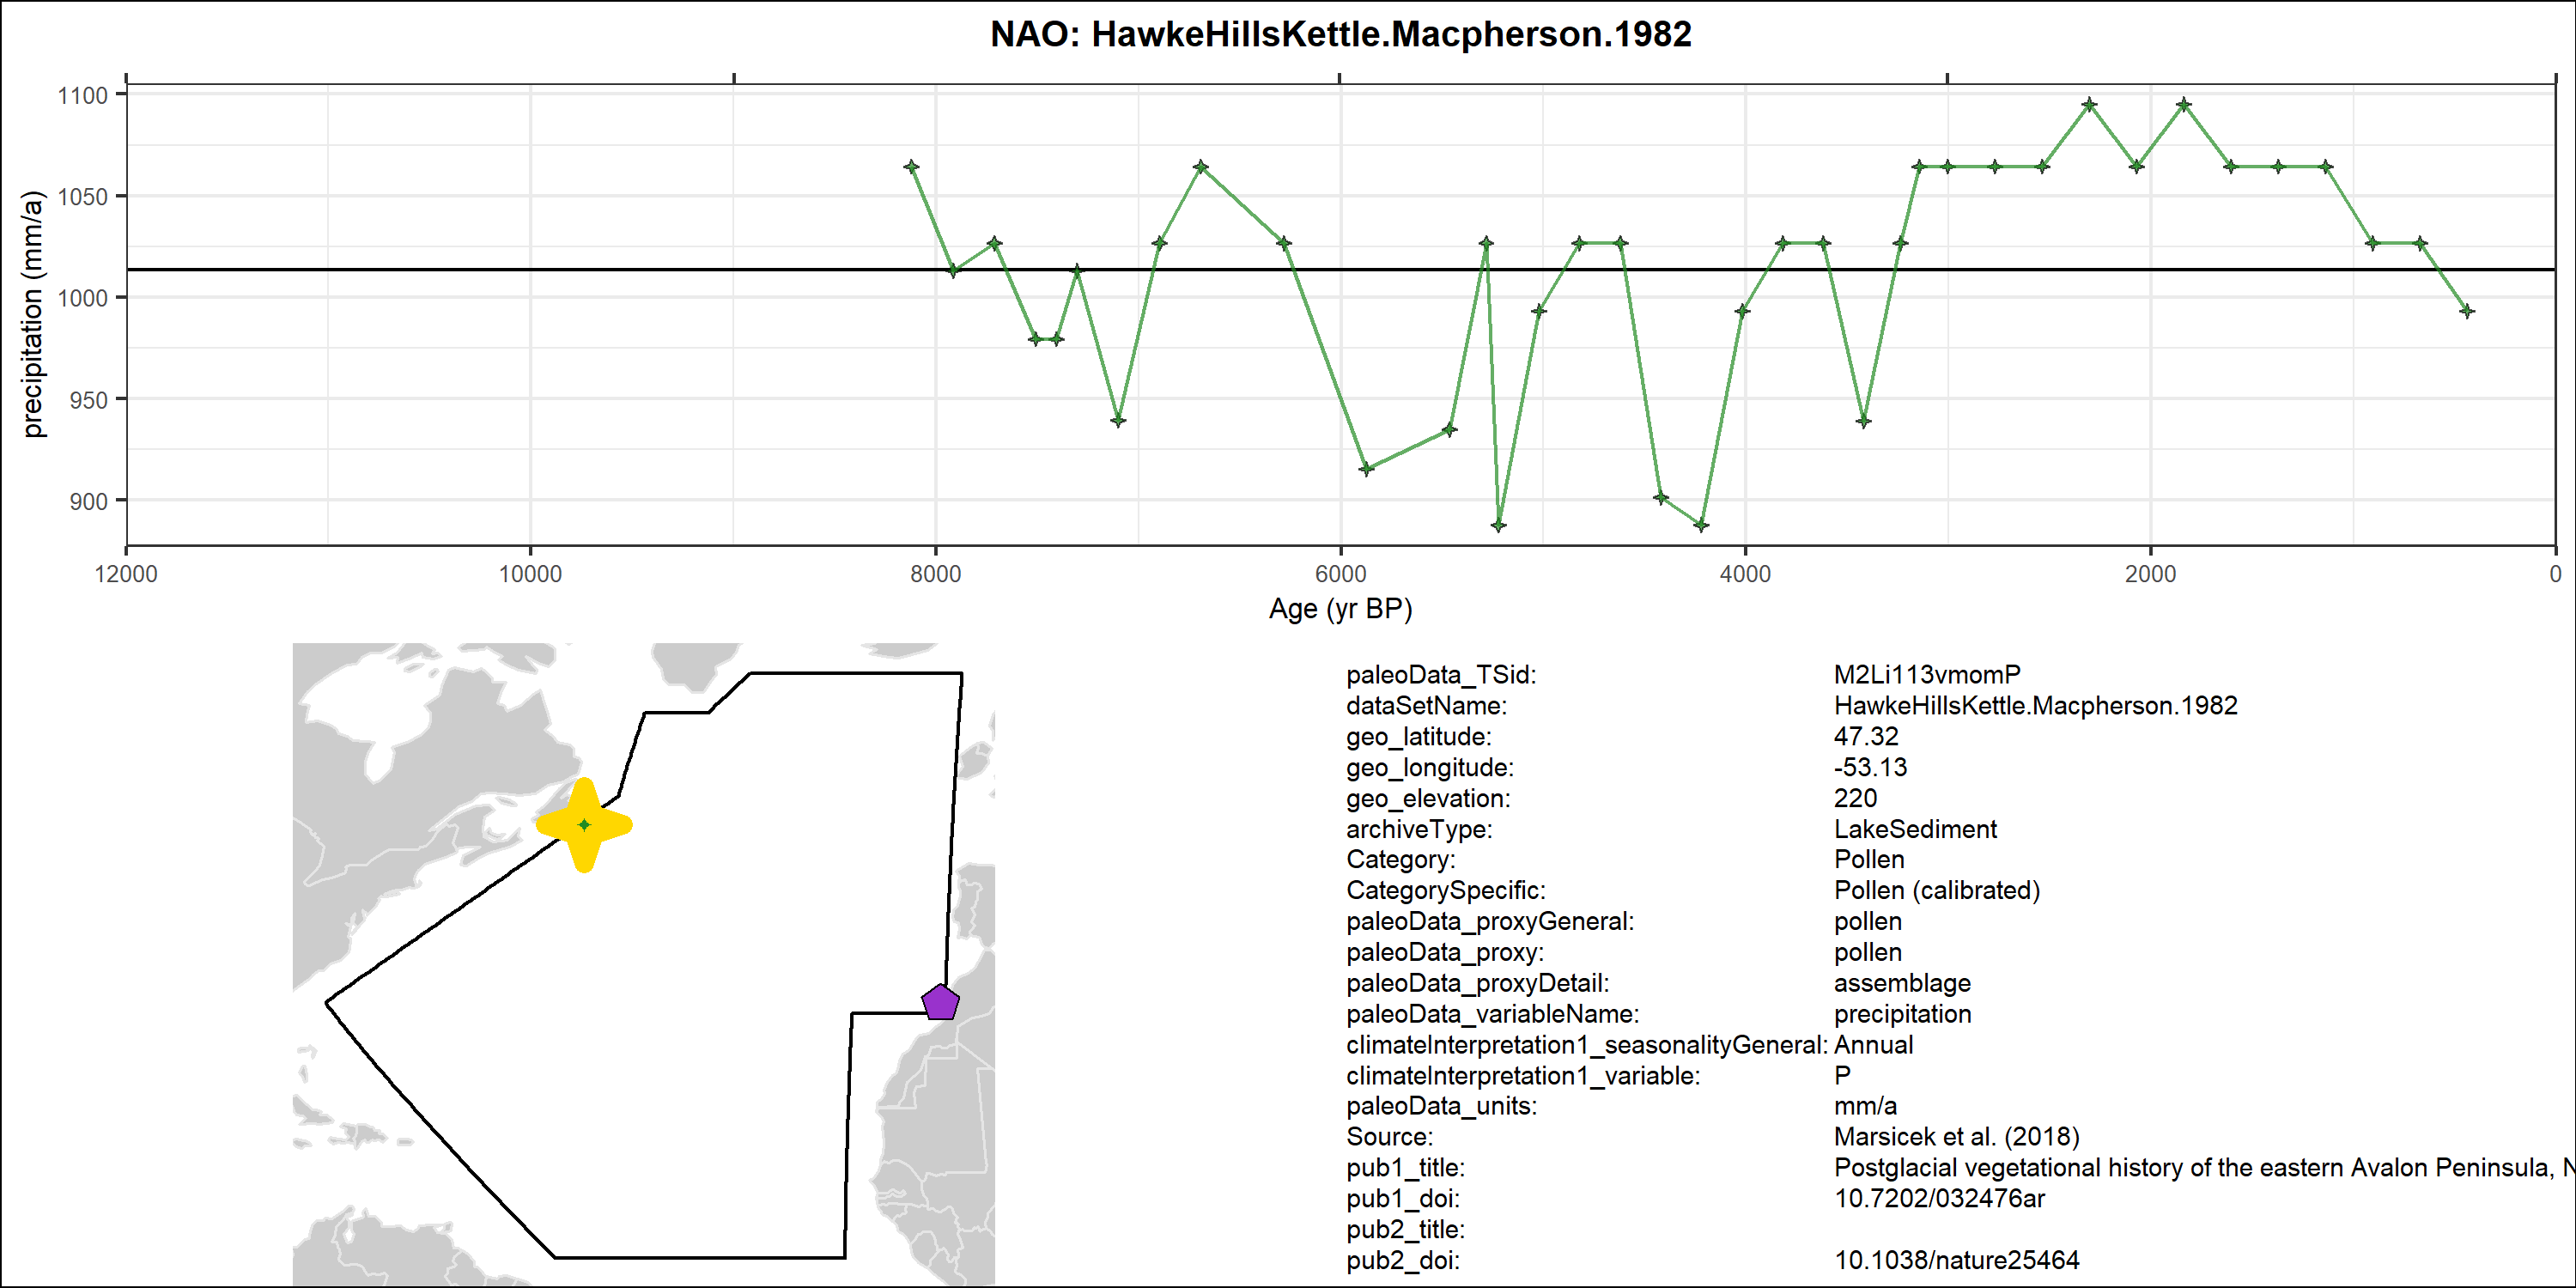 NAO: HawkeHillsKettle.Macpherson.1982
precipitation (mm/a)
1100
1050
1000
950
900
12000 10000 8000 6000 4000 2000 0
Age (yr BP)
paleoData_TSid: M2Li113vmomP
dataSetName: HawkeHillsKettle.Macpherson.1982
geo_latitude: 47.32
geo_longitude: -53.13
geo_elevation: 220
archiveType: LakeSediment
Category: Pollen
CategorySpecific: Pollen (calibrated)
paleoData_proxyGeneral: pollen
paleoData_proxy: pollen
paleoData_proxyDetail: assemblage
paleoData_variableName: precipitation
climateInterpretation1_seasonalityGeneral: Annual
climateInterpretation1_variable: P
paleoData_units: mm/a
Source: Marsicek et al. (2018)
pub1_title: Postglacial vegetational history of the eastern Avalon Peninsula, N
pub1_doi: 10.7202/032476ar
pub2_title:
pub2_doi: 10.1038/nature25464